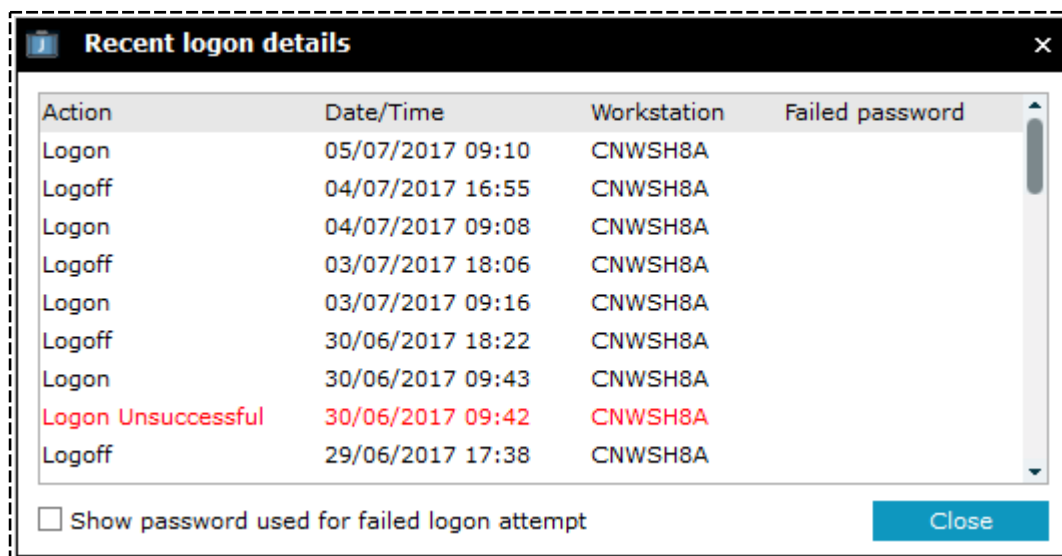 Recent logon details
Action Date/Time Workstation Failed password
Logon 05/07/2017 09:10 CNWSH8A
Logoff 04/07/2017 16:55 CNWSH8A
Logon 04/07/2017 09:08 CNWSH8A
Logoff 03/07/2017 18:06 CNWSH8A
Logon 03/07/2017 09:16 CNWSH8A
Logoff 30/06/2017 18:22 CNWSH8A
Logon 30/06/2017 09:43 CNWSH8A
Logon Unsuccessful 30/06/2017 09:42 CNWSH8A
Logoff 29/06/2017 17:38 CNWSH8A
Show password used for failed logon attempt Close